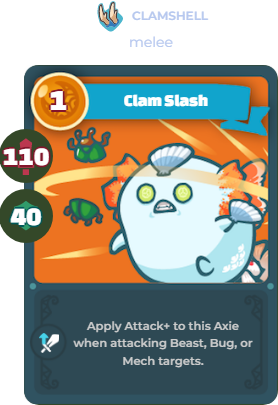 CLAMSHELL
melee
1
Clam Slash
110
40
Apply Attack+ to this Axie
when attacking Beast, Bug, or
Mech targets.